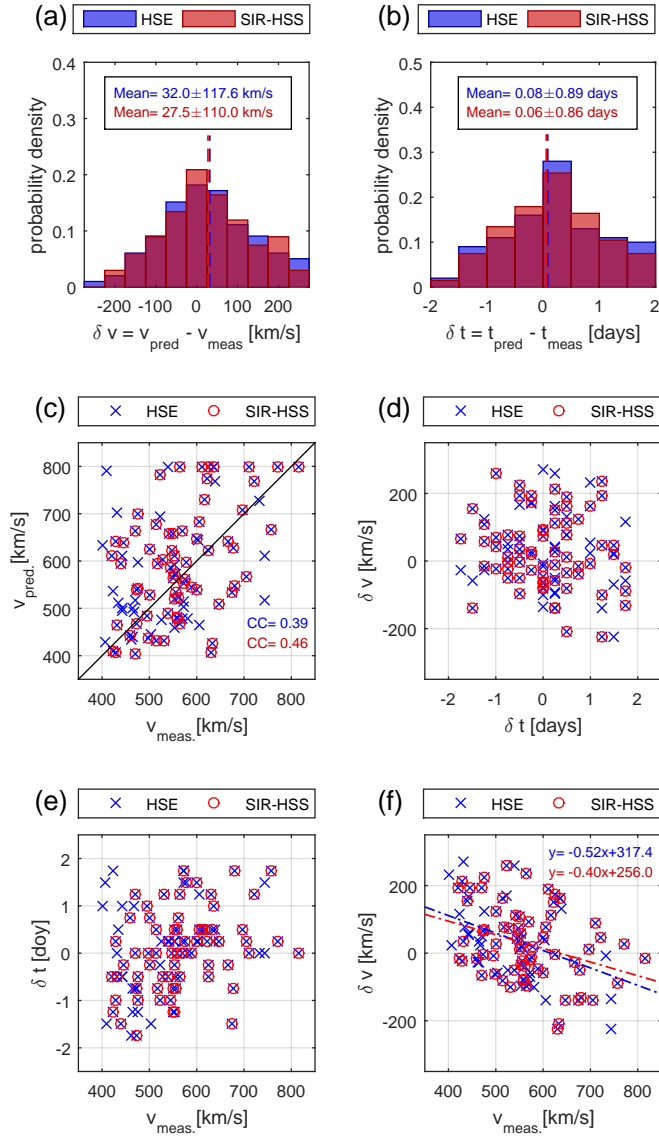 (a)
HSE
SIR-HSS
Mean= 32.0±117.6 km/s
Mean= 27.5±110.0 km/s
probability density
0.4
0.3
0.2
0.1
0
-200
-100
0
100
200
δ v = v_pred - v_meas [km/s]
(b)
HSE
SIR-HSS
Mean= 0.08±0.89 days
Mean= 0.06±0.86 days
probability density
0.5
0.4
0.3
0.2
0.1
0
-2
-1
0
1
2
δ t = t_pred - t_meas [days]
(c)
HSE
SIR-HSS
v_pred. [km/s]
800
700
600
500
400
CC= 0.39
CC= 0.46
400
500
600
700
800
v_meas. [km/s]
(d)
HSE
SIR-HSS
δ v [km/s]
200
0
-200
-2
-1
0
1
2
δ t [days]
(e)
HSE
SIR-HSS
δ t [doy]
2
1
0
-1
-2
400
500
600
700
800
v_meas. [km/s]
(f)
HSE
SIR-HSS
y= -0.52x+317.4
y= -0.40x+256.0
δ v [km/s]
200
0
-200
400
500
600
700
800
v_meas. [km/s]